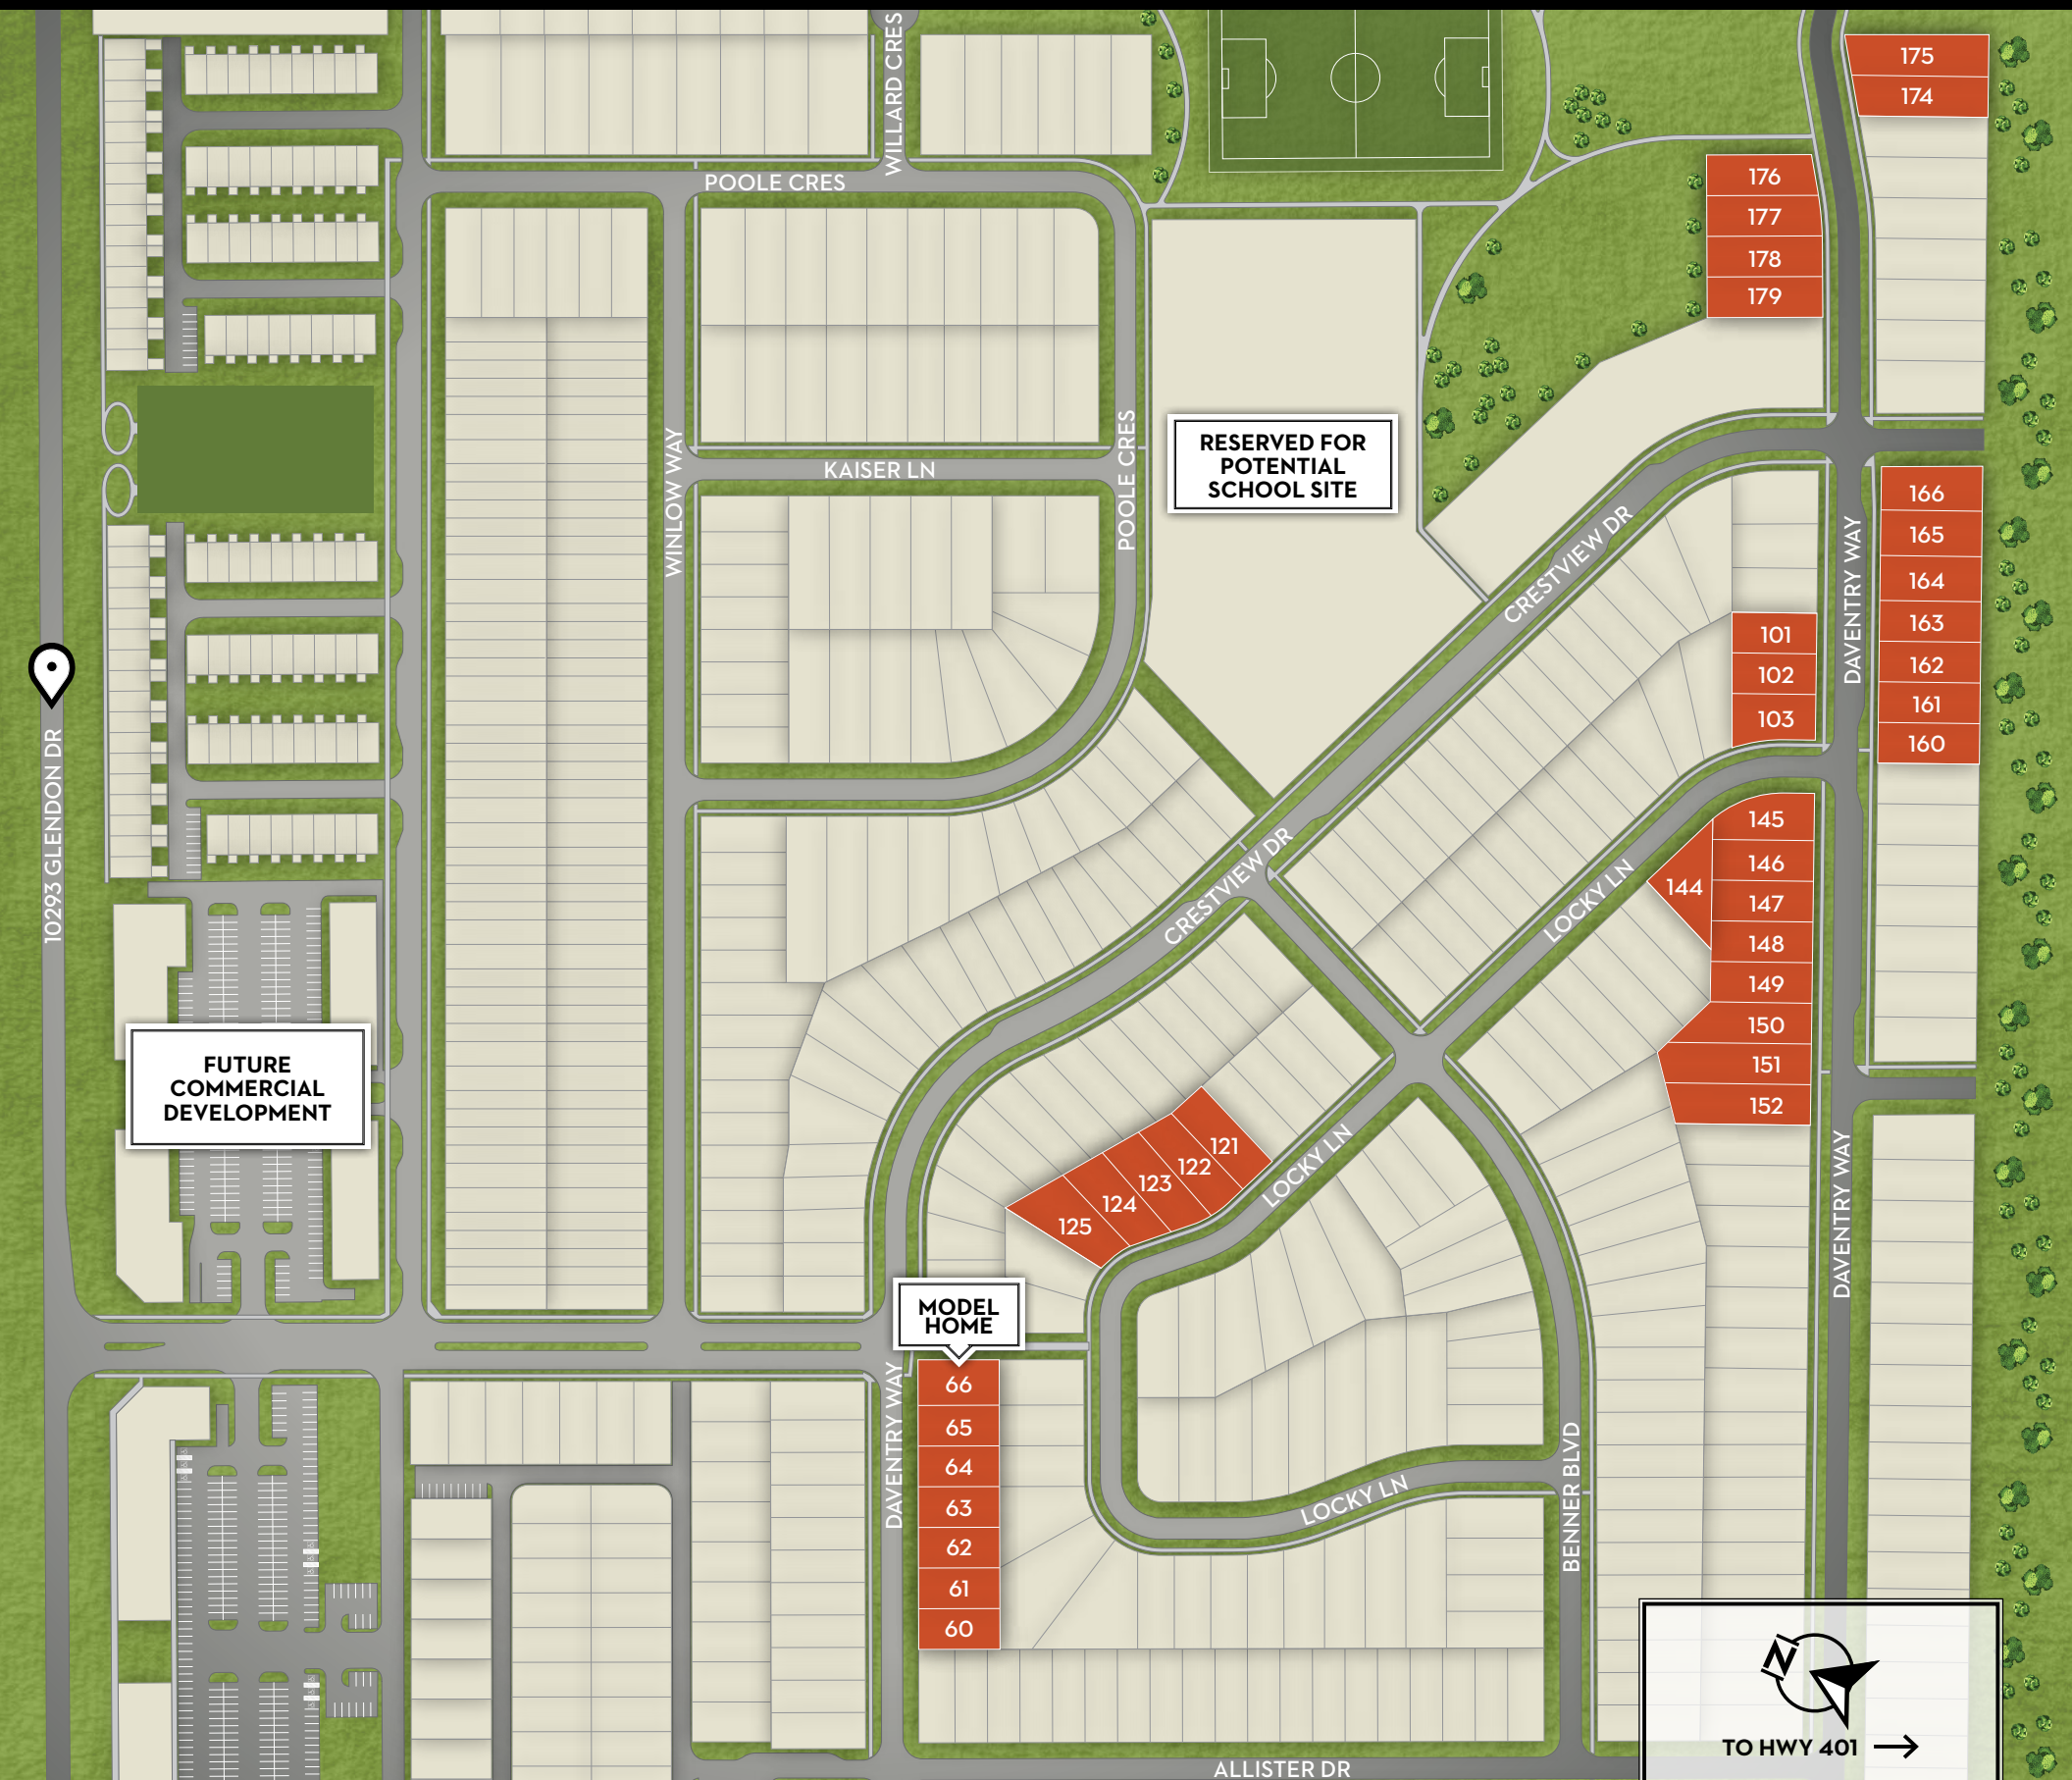 WILLARD CRES
175
174
POOLE CRES
176
177
178
179
RESERVED FOR
POTENTIAL
SCHOOL SITE
POOLE CRES
KAISER LN
WINLOW WAY
CRESTVIEW DR
DAVENTRY WAY
166
165
164
163
162
161
160
101
102
103
10293 GLENDON DR
CRESTVIEW DR
LOCKY LN
144
145
146
147
148
149
150
151
152
FUTURE
COMMERCIAL
DEVELOPMENT
121
122
123
124
125
LOCKY LN
DAVENTRY WAY
MODEL
HOME
66
65
64
63
62
61
60
DAVENTRY WAY
LOCKY LN
BENNER BLVD
N
TO HWY 401
ALLISTER DR